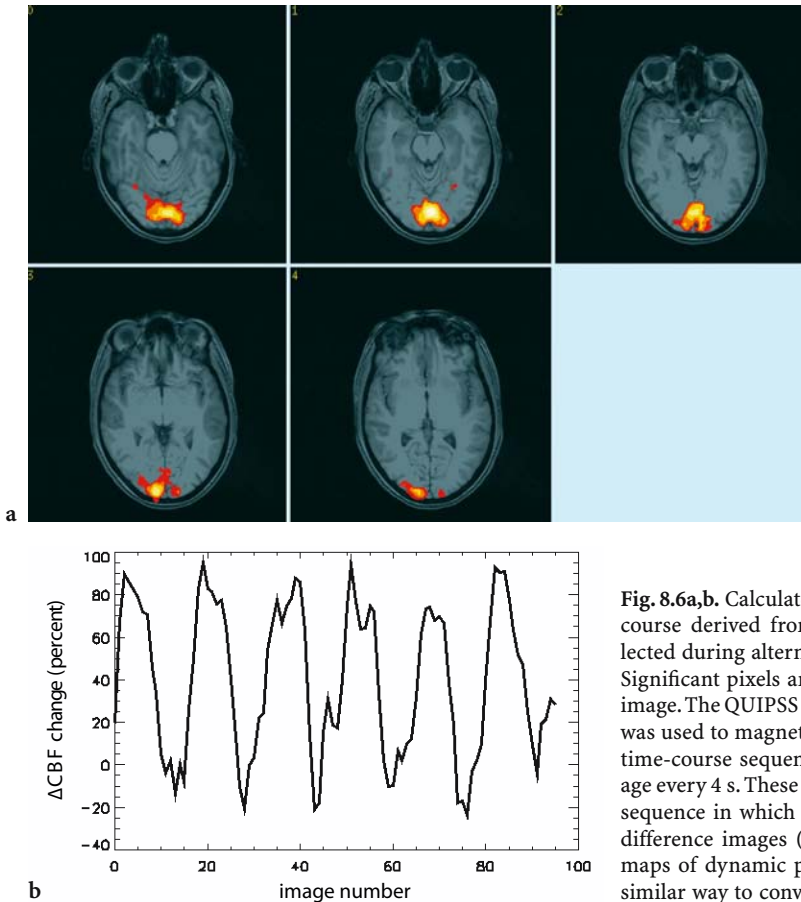 0
1
2
3
4
a
100
80
60
40
20
0
−20
−40
ΔCBF change (percent)
0 20 40 60 80 100
image number
b
Fig. 8.6a,b. Calculat
course derived from
lected during altern
Significant pixels ar
image. The QUIPSS
was used to magnet
time-course sequen
age every 4 s. These
sequence in which
difference images (
maps of dynamic p
similar way to conv